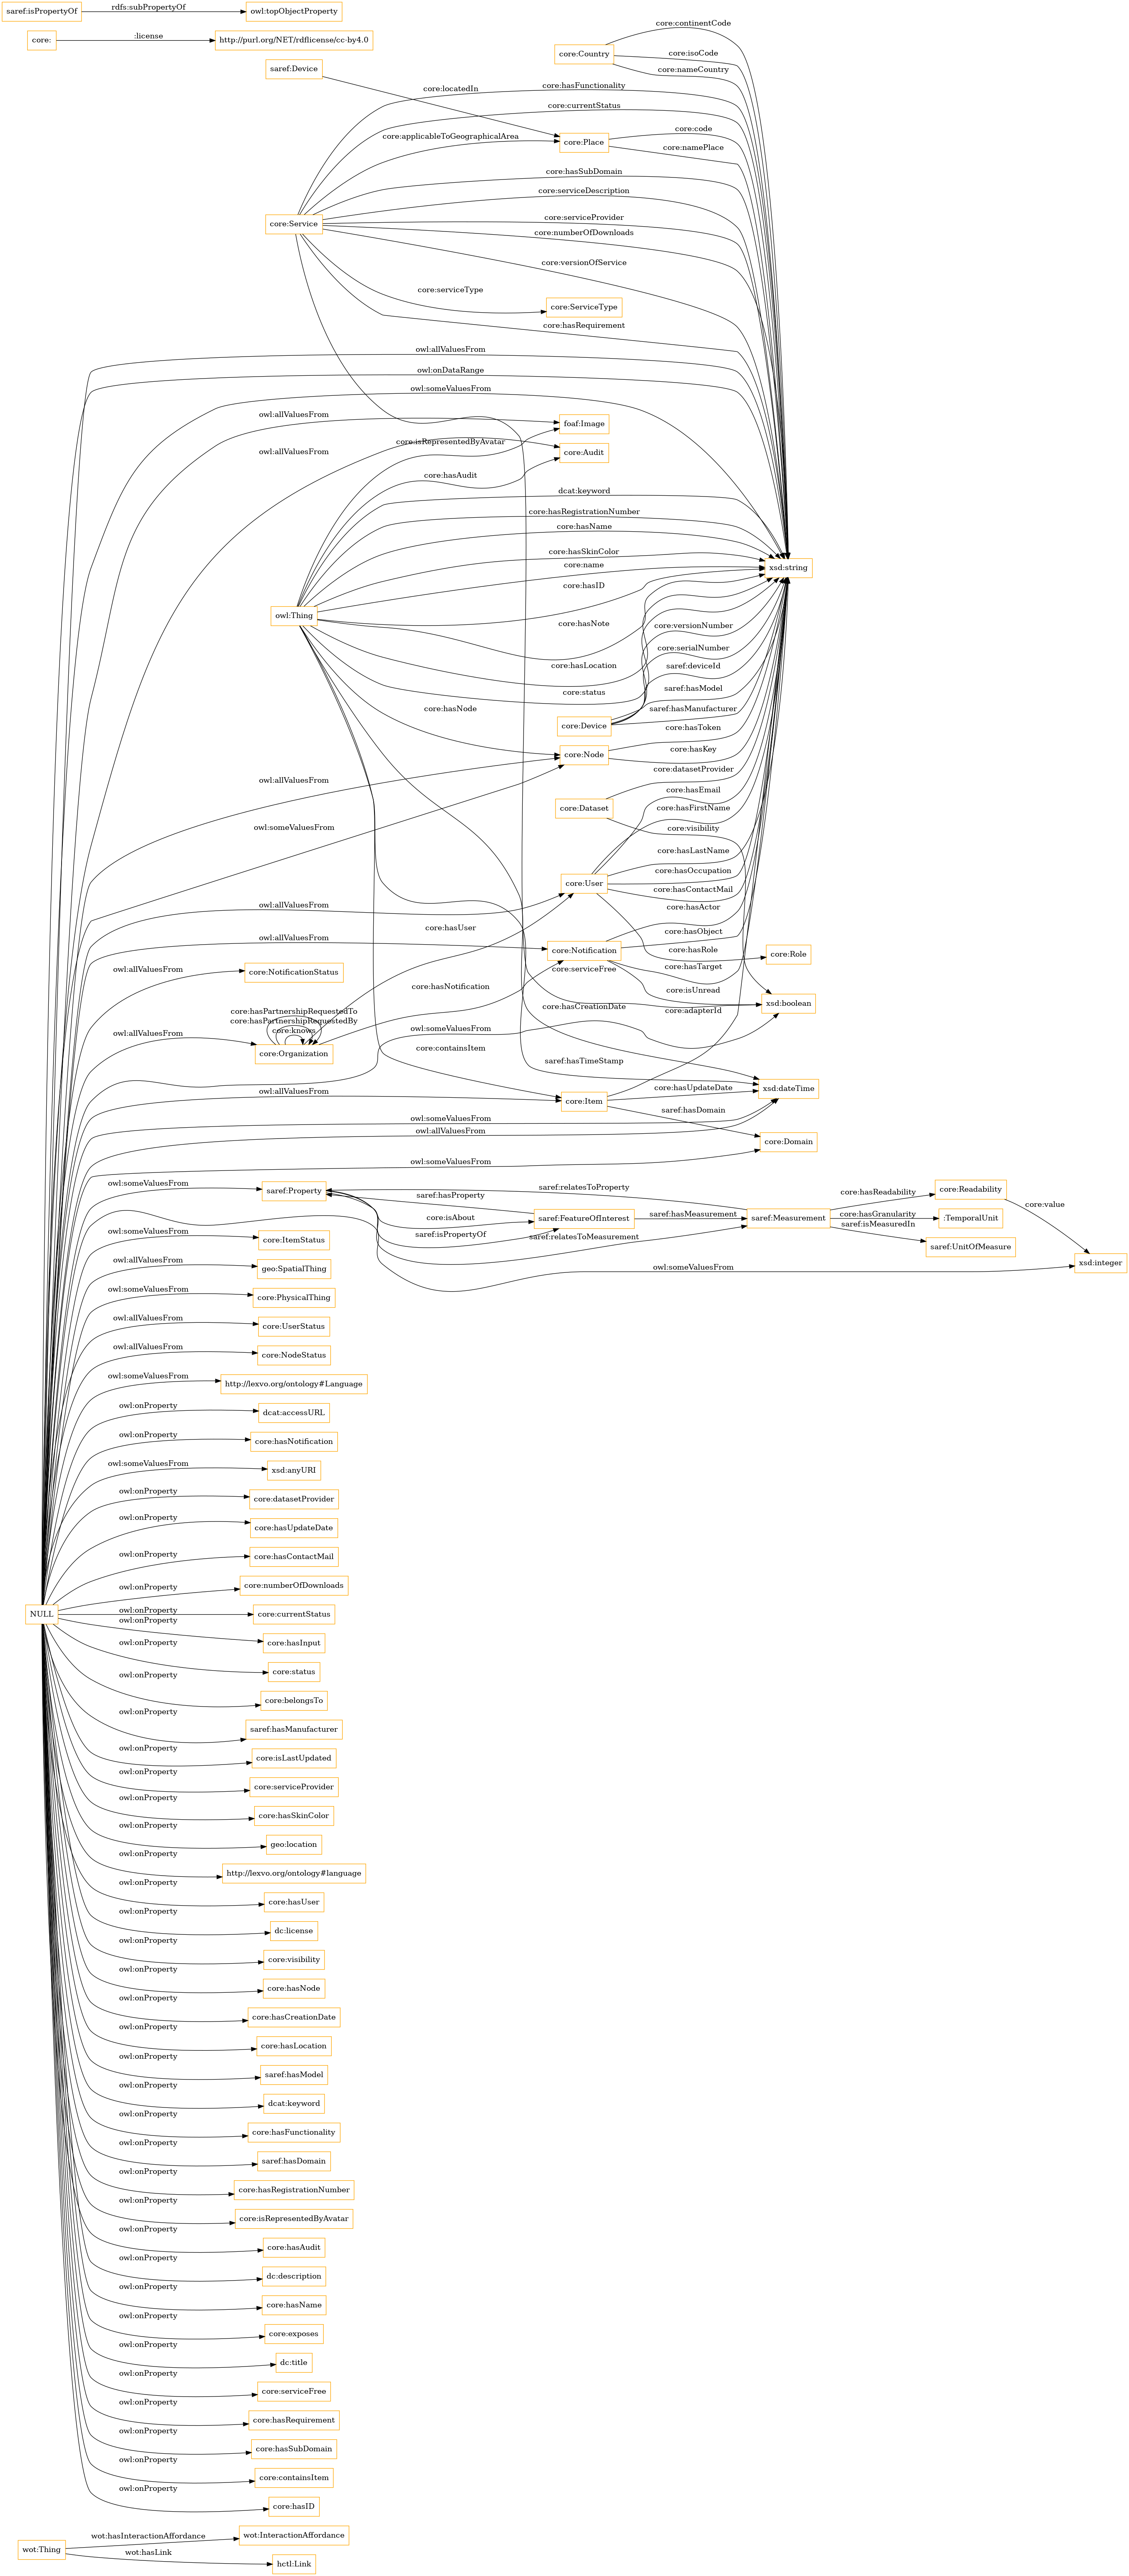 saref:isPropertyOf
rdfs:subPropertyOf
owl:topObjectProperty
core:continentCode
core:
:license
http://purl.org/NET/rdflicense/cc-by4.0
core:Country
core:isoCode
core:nameCountry
saref:Device
core:locatedIn
core:hasFunctionality
core:currentStatus
core:code
core:applicableToGeographicalArea
core:Place
core:namePlace
core:hasSubDomain
core:serviceDescription
core:serviceProvider
core:Service
core:numberOfDownloads
core:versionOfService
core:serviceType
core:ServiceType
core:hasRequirement
owl:allValuesFrom
owl:onDataRange
owl:someValuesFrom
owl:allValuesFrom
foaf:Image
core:isRepresentedByAvatar
owl:allValuesFrom
core:Audit
core:hasAudit
dcat:keyword
core:hasRegistrationNumber
core:hasName
core:hasSkinColor
core:name
xsd:string
core:hasID
owl:Thing
core:hasNote
core:versionNumber
core:serialNumber
core:hasLocation
saref:deviceId
core:status
saref:hasModel
core:hasNode
saref:hasManufacturer
core:Device
core:hasToken
core:hasKey
core:Node
owl:allValuesFrom
core:datasetProvider
core:hasEmail
core:Dataset
core:hasFirstName
owl:someValuesFrom
core:visibility
core:hasLastName
core:hasOccupation
core:User
core:hasContactMail
owl:allValuesFrom
core:hasActor
core:hasUser
core:hasObject
owl:allValuesFrom
core:Notification
core:hasRole
core:Role
core:hasTarget
owl:allValuesFrom
core:NotificationStatus
core:serviceFree
core:hasNotification
core:isUnread
xsd:boolean
core:hasPartnershipRequestedTo
core:hasCreationDate
core:adapterId
core:hasPartnershipRequestedBy
core:knows
owl:someValuesFrom
owl:allValuesFrom
core:Organization
core:containsItem
saref:hasTimeStamp
core:hasUpdateDate
xsd:dateTime
owl:allValuesFrom
core:Item
saref:hasDomain
owl:someValuesFrom
owl:allValuesFrom
core:Domain
owl:someValuesFrom
owl:someValuesFrom
saref:Property
saref:relatesToProperty
saref:hasProperty
core:hasReadability
core:Readability
core:value
core:isAbout
saref:FeatureOfInterest
saref:hasMeasurement
saref:Measurement
core:hasGranularity
:TemporalUnit
saref:isMeasuredIn
saref:isPropertyOf
saref:relatesToMeasurement
owl:someValuesFrom
core:ItemStatus
saref:UnitOfMeasure
owl:allValuesFrom
geo:SpatialThing
owl:someValuesFrom
xsd:integer
owl:someValuesFrom
core:PhysicalThing
owl:allValuesFrom
core:UserStatus
owl:allValuesFrom
core:NodeStatus
owl:someValuesFrom
http://lexvo.org/ontology#Language
owl:onProperty
dcat:accessURL
owl:onProperty
core:hasNotification
owl:someValuesFrom
xsd:anyURI
owl:onProperty
core:datasetProvider
owl:onProperty
core:hasUpdateDate
owl:onProperty
core:hasContactMail
owl:onProperty
core:numberOfDownloads
NULL
owl:onProperty
core:currentStatus
owl:onProperty
core:hasInput
owl:onProperty
core:status
owl:onProperty
core:belongsTo
owl:onProperty
saref:hasManufacturer
owl:onProperty
core:isLastUpdated
owl:onProperty
core:serviceProvider
owl:onProperty
core:hasSkinColor
owl:onProperty
geo:location
owl:onProperty
http://lexvo.org/ontology#language
owl:onProperty
core:hasUser
owl:onProperty
dc:license
owl:onProperty
core:visibility
owl:onProperty
core:hasNode
owl:onProperty
core:hasCreationDate
owl:onProperty
core:hasLocation
owl:onProperty
saref:hasModel
owl:onProperty
dcat:keyword
owl:onProperty
core:hasFunctionality
owl:onProperty
saref:hasDomain
owl:onProperty
core:hasRegistrationNumber
owl:onProperty
core:isRepresentedByAvatar
owl:onProperty
core:hasAudit
owl:onProperty
dc:description
owl:onProperty
core:hasName
owl:onProperty
core:exposes
owl:onProperty
dc:title
owl:onProperty
core:serviceFree
owl:onProperty
core:hasRequirement
owl:onProperty
core:hasSubDomain
owl:onProperty
core:containsItem
owl:onProperty
core:hasID
wot:Thing
wot:hasInteractionAffordance
wot:InteractionAffordance
wot:hasLink
hctl:Link